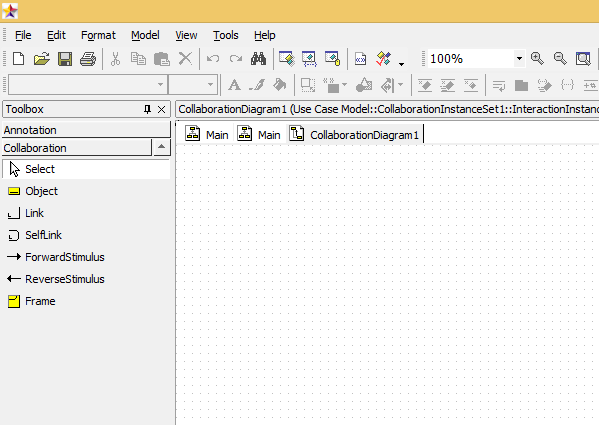 File Edit Format Model View Tools Help
100%
Toolbox
CollaborationDiagram1 (Use Case Model::CollaborationInstanceSet1::InteractionInstanc
Annotation
Main Main CollaborationDiagram1
Collaboration
Select
Object
Link
SelfLink
ForwardStimulus
ReverseStimulus
Frame